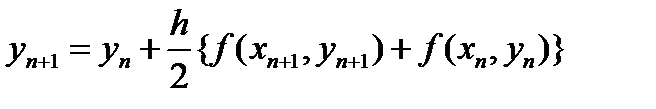 y_{n+1} = y_n + \frac{h}{2} \{ f(x_{n+1}, y_{n+1}) + f(x_n, y_n) \}